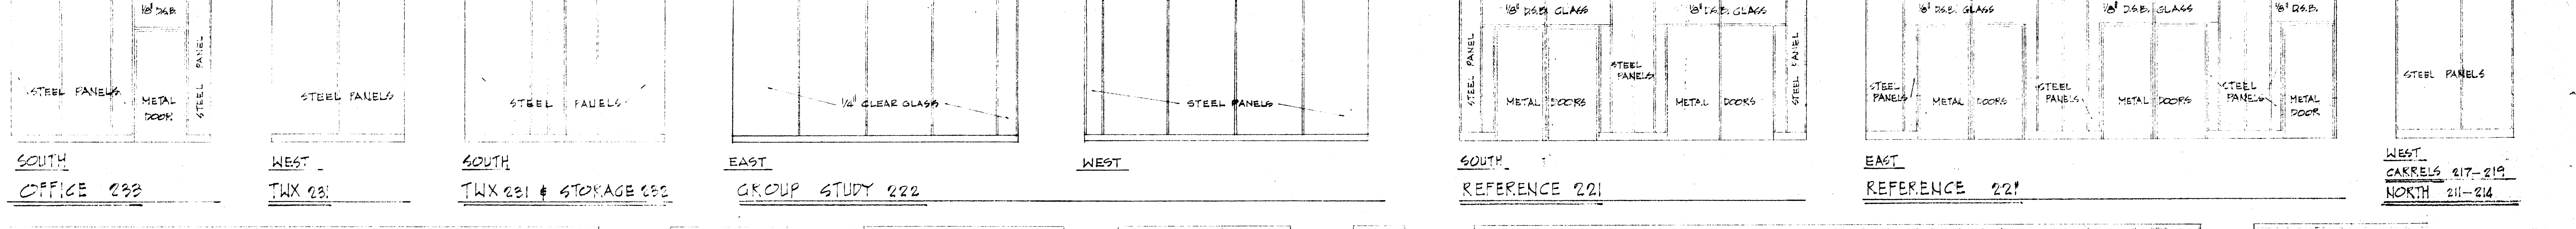 1/8" D.S.B.
STEEL PANELS
METAL
DOOR
STEEL PANEL
SOUTH
OFFICE 233
STEEL PANELS
WEST
TWX 231
STEEL PANELS
SOUTH
TWX 231 & STORAGE 232
1/4" CLEAR GLASS
EAST
STEEL PANELS
WEST
GROUP STUDY 222
1/8" D.S.B. GLASS
1/8" D.S.B. GLASS
STEEL PANEL
METAL DOORS
STEEL
PANELS
METAL DOORS
STEEL PANEL
SOUTH
REFERENCE 221
1/8" D.S.B. GLASS
1/8" D.S.B. GLASS
1/8" D.S.B.
STEEL
PANELS
METAL DOORS
STEEL
PANELS
METAL DOORS
STEEL
PANELS
METAL
DOOR
EAST
REFERENCE 221
STEEL PANELS
WEST
CARRELS 217-219
NORTH 211-214